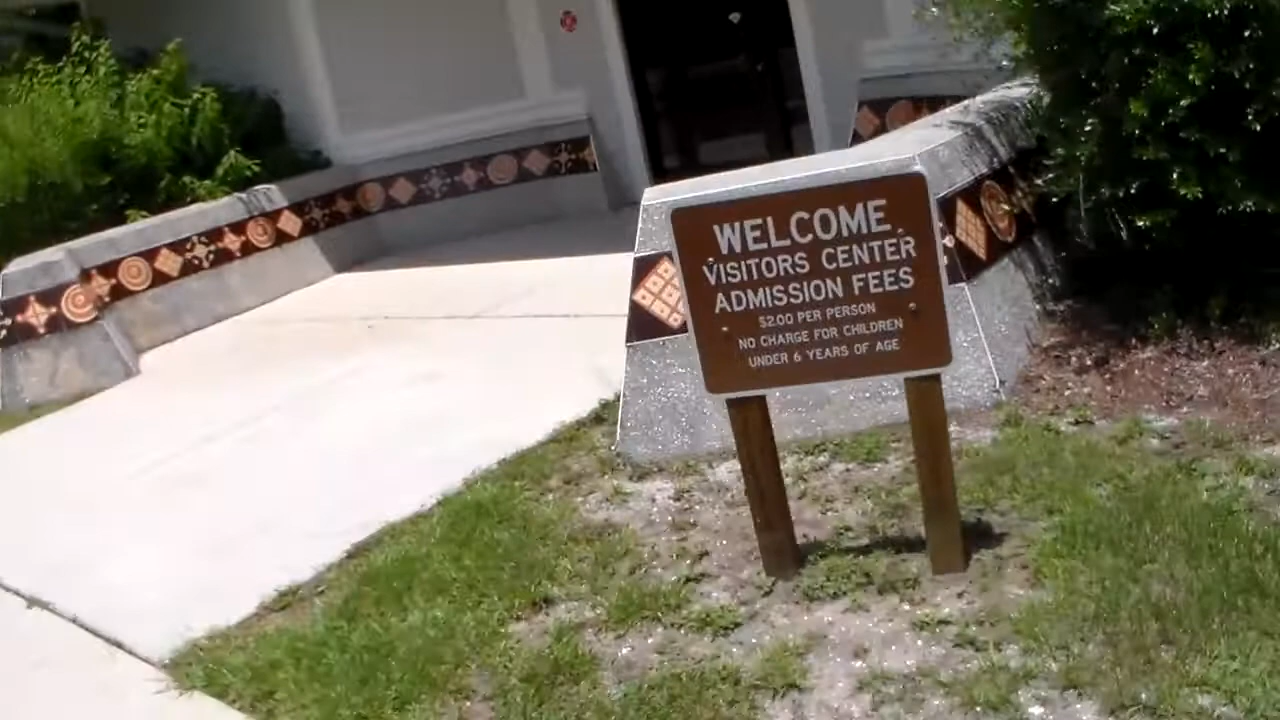 WELCOME
VISITORS CENTER
ADMISSION FEES
$2.00 PER PERSON
NO CHARGE FOR CHILDREN
UNDER 6 YEARS OF AGE